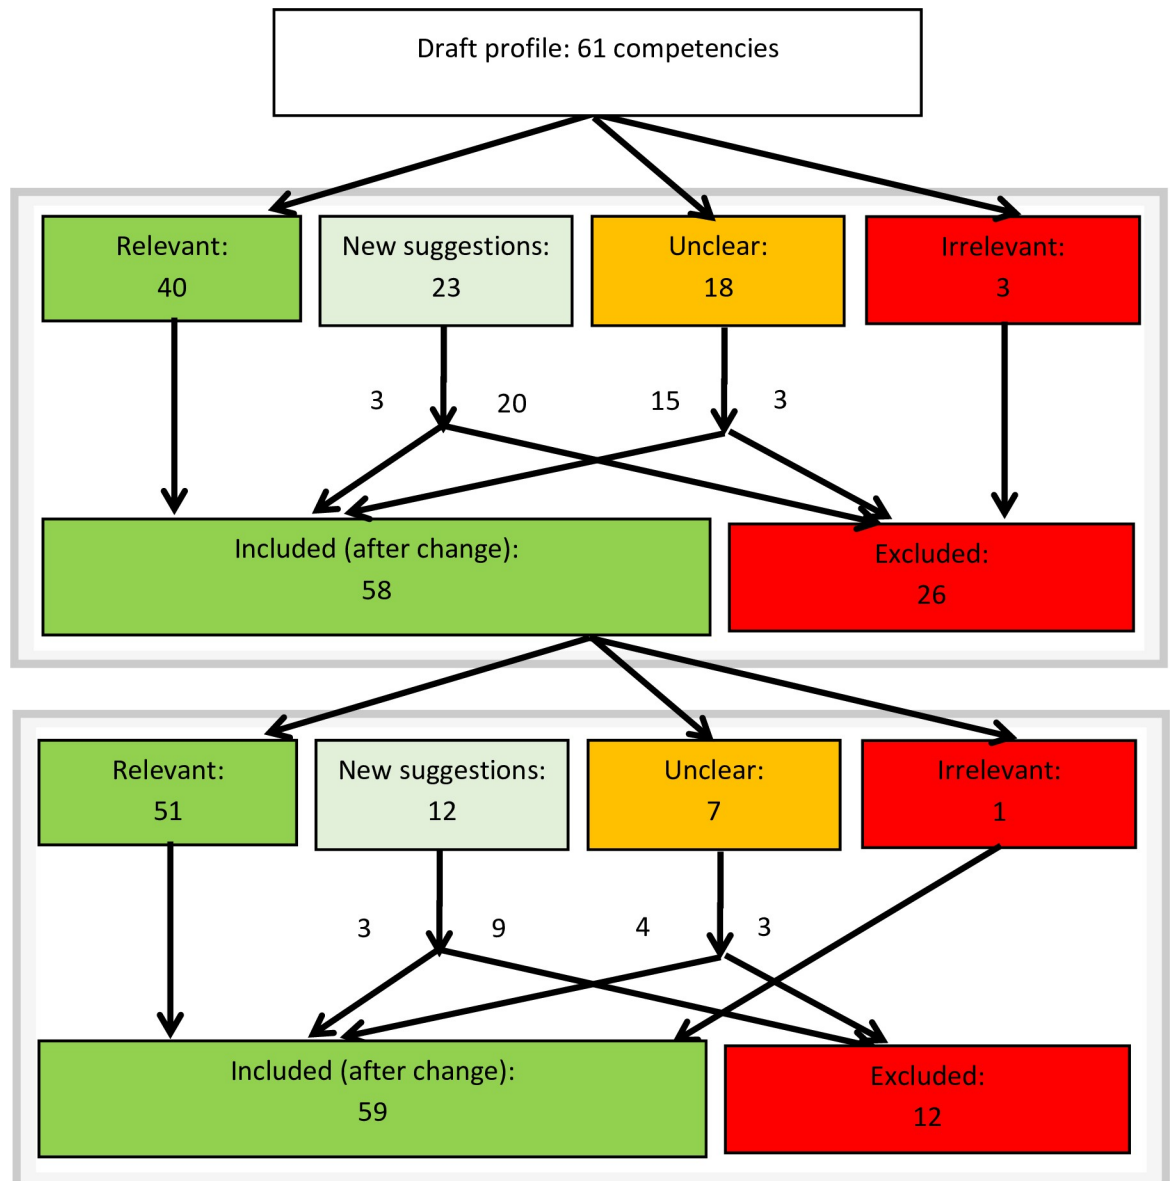 Draft profile: 61 competencies
Relevant:
40
New suggestions:
23
Unclear:
18
Irrelevant:
3
3
20
15
3
Included (after change):
58
Excluded:
26
Relevant:
51
New suggestions:
12
Unclear:
7
Irrelevant:
1
3
9
4
3
Included (after change):
59
Excluded:
12